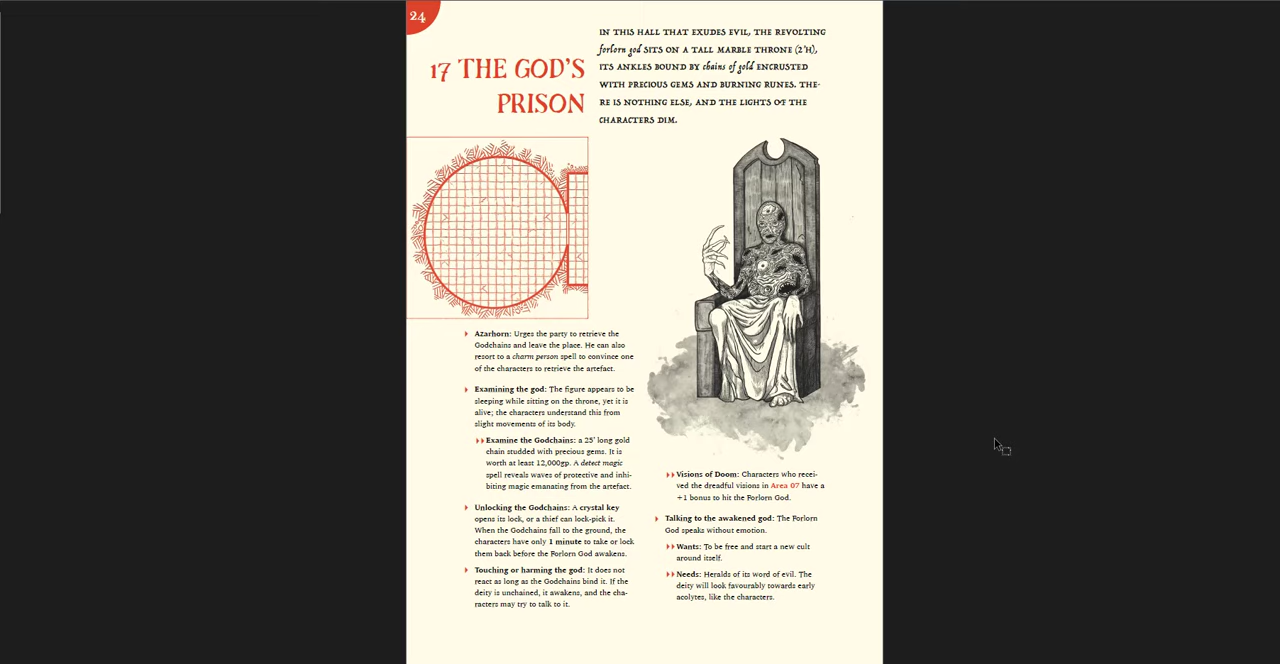 24
17 THE GOD'S
PRISON
IN THIS HALL THAT EXUDES EVIL, THE REVOLTING
forlorn god SITS ON A TALL MARBLE THRONE (2'H),
ITS ANKLES BOUND BY chains of gold ENCRUSTED
WITH PRECIOUS GEMS AND BURNING RUNES. THE-
RE IS NOTHING ELSE, AND THE LIGHTS OF THE
CHARACTERS DIM.
Azarhorn: Urges the party to retrieve the
Godchains and leave the place. He can also
resort to a charm person spell to convince one
of the characters to retrieve the artefact.
Examining the god: The figure appears to be
sleeping while sitting on the throne, yet it is
alive; the characters understand this from
slight movements of its body.
Examine the Godchains: a 25' long gold
chain studded with precious gems. It is
worth at least 12,000gp. A detect magic
spell reveals waves of protective and inhi-
biting magic emanating from the artefact.
Unlocking the Godchains: A crystal key
opens its lock, or a thief can lock-pick it.
When the Godchains fall to the ground, the
characters have only 1 minute to take or lock
them back before the Forlorn God awakens.
Touching or harming the god: It does not
react as long as the Godchains bind it. If the
deity is unchained, it awakens, and the cha-
racters may try to talk to it.
Visions of Doom: Characters who recei-
ved the dreadful visions in Area 07 have a
+1 bonus to hit the Forlorn God.
Talking to the awakened god: The Forlorn
God speaks without emotion.
Wants: To be free and start a new cult
around itself.
Needs: Heralds of its word of evil. The
deity will look favourably towards early
acolytes, like the characters.